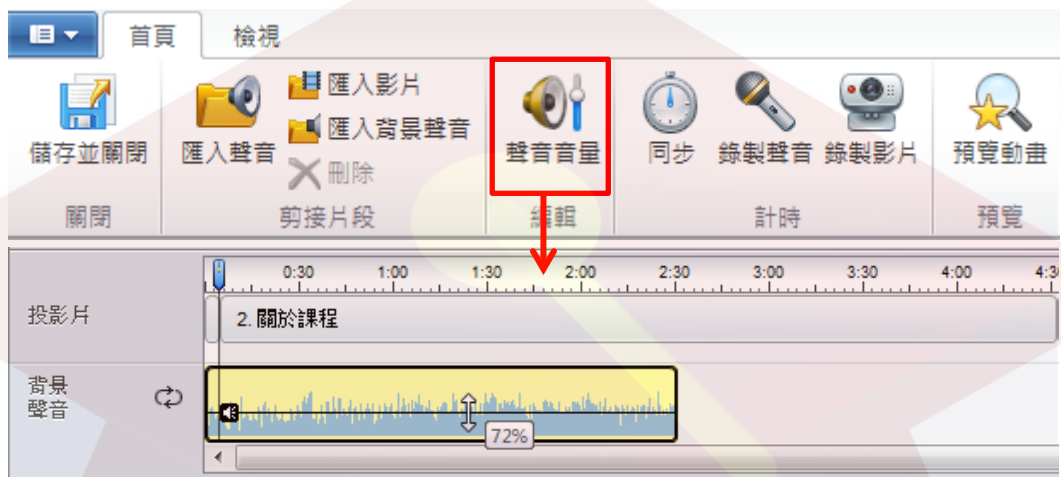 首頁 檢視
儲存並關閉
匯入聲音
匯入影片
匯入背景聲音
刪除
聲音音量
同步
錄製聲音
錄製影片
預覽動畫
關閉
剪接片段
編輯
計時
預覽
0:30 1:00 1:30 2:00 2:30 3:00 3:30 4:00 4:3
投影片
2. 關於課程
背景
聲音
72%